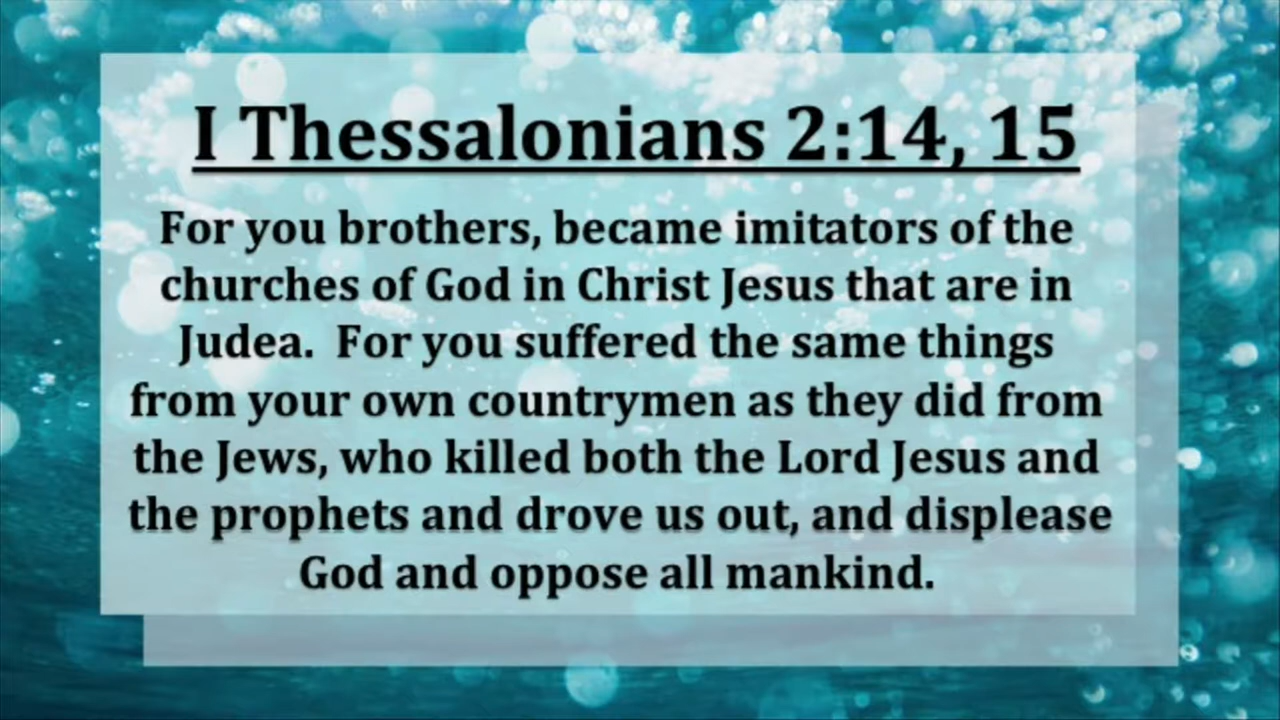 I Thessalonians 2:14, 15
For you brothers, became imitators of the
churches of God in Christ Jesus that are in
Judea.  For you suffered the same things
from your own countrymen as they did from
the Jews, who killed both the Lord Jesus and
the prophets and drove us out, and displease
God and oppose all mankind.